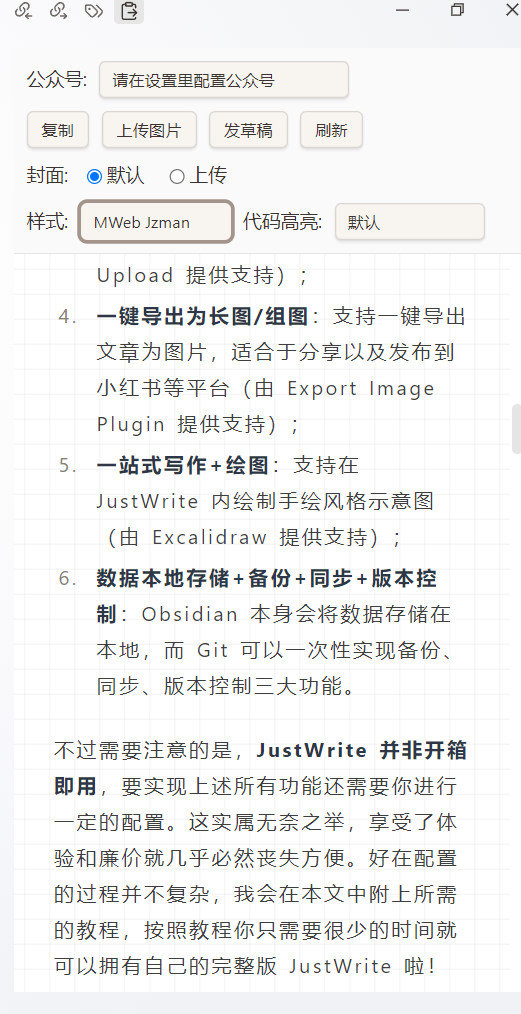 公众号: 请在设置里配置公众号
复制 上传图片 发草稿 刷新
封面: 默认 上传
样式: MWeb Jzman 代码高亮: 默认
Upload 提供支持）；
4. 一键导出为长图/组图：支持一键导出
文章为图片，适合于分享以及发布到
小红书等平台（由 Export Image
Plugin 提供支持）；
5. 一站式写作+绘图：支持在
JustWrite 内绘制手绘风格示意图
（由 Excalidraw 提供支持）；
6. 数据本地存储+备份+同步+版本控
制：Obsidian 本身会将数据存储在
本地，而 Git 可以一次性实现备份、
同步、版本控制三大功能。
不过需要注意的是，JustWrite 并非开箱
即用，要实现上述所有功能还需要你进行
一定的配置。这实属无奈之举，享受了体
验和廉价就几乎必然丧失方便。好在配置
的过程并不复杂，我会在本文中附上所需
的教程，按照教程你只需要很少的时间就
可以拥有自己的完整版 JustWrite 啦！